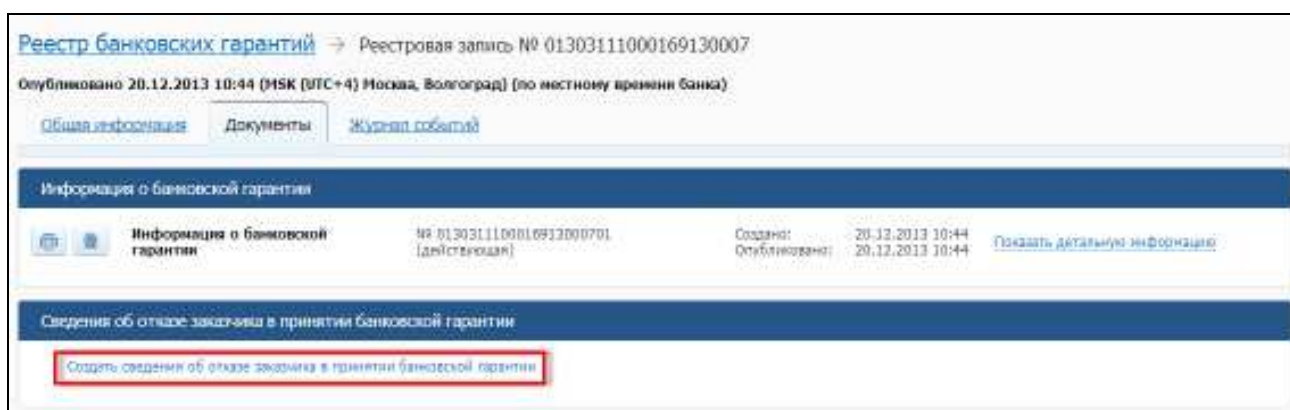 Реестр банковских гарантий → Реестровая запись № 01303111000169130007
Опубликовано 20.12.2013 10:44 (MSK (UTC+4) Москва, Волгоград) (по местному времени банка)
Общая информация Документы Журнал событий
Информация о банковской гарантии
Информация о банковской гарантии
№ 0130311100016913000701
(действующая)
Создано: 20.12.2013 10:44
Опубликовано: 20.12.2013 10:44
Показать детальную информацию
Сведения об отказе заказчика в принятии банковской гарантии
Создать сведения об отказе заказчика в принятии банковской гарантии